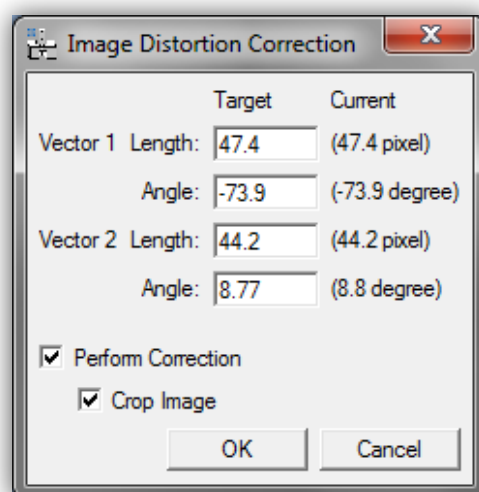 Image Distortion Correction
Target Current
Vector 1 Length: 47.4 (47.4 pixel)
Angle: -73.9 (-73.9 degree)
Vector 2 Length: 44.2 (44.2 pixel)
Angle: 8.77 (8.8 degree)
Perform Correction
Crop Image
OK Cancel